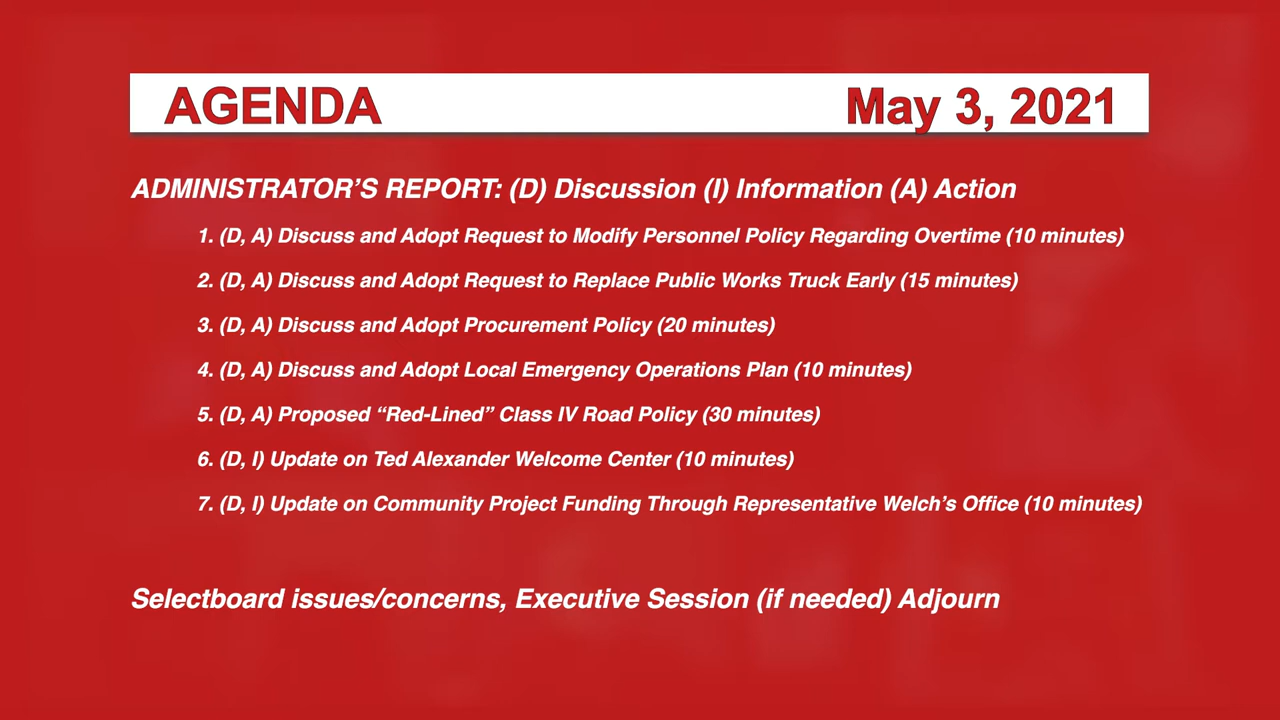 AGENDA May 3, 2021
ADMINISTRATOR’S REPORT: (D) Discussion (I) Information (A) Action
1. (D, A) Discuss and Adopt Request to Modify Personnel Policy Regarding Overtime (10 minutes)
2. (D, A) Discuss and Adopt Request to Replace Public Works Truck Early (15 minutes)
3. (D, A) Discuss and Adopt Procurement Policy (20 minutes)
4. (D, A) Discuss and Adopt Local Emergency Operations Plan (10 minutes)
5. (D, A) Proposed “Red-Lined” Class IV Road Policy (30 minutes)
6. (D, I) Update on Ted Alexander Welcome Center (10 minutes)
7. (D, I) Update on Community Project Funding Through Representative Welch’s Office (10 minutes)
Selectboard issues/concerns, Executive Session (if needed) Adjourn